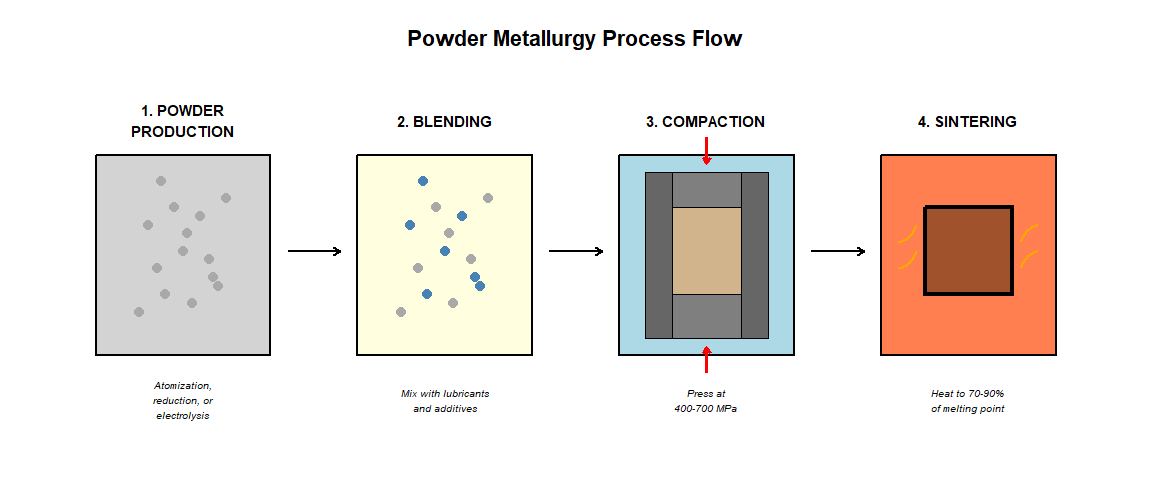 Powder Metallurgy Process Flow
1. POWDER
PRODUCTION
2. BLENDING
3. COMPACTION
4. SINTERING
Atomization,
reduction, or
electrolysis
Mix with lubricants
and additives
Press at
400-700 MPa
Heat to 70-90%
of melting point